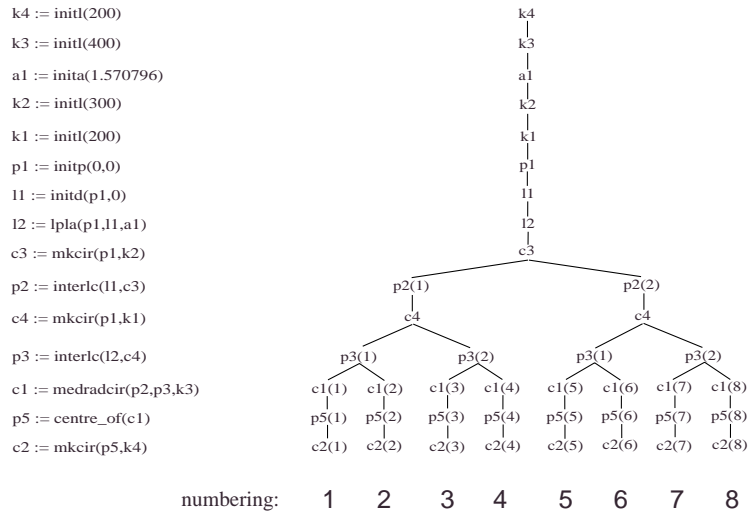 k4 := initl(200) k4
k3 := initl(400) k3
a1 := inita(1.570796) a1
k2 := initl(300) k2
k1 := initl(200) k1
p1 := initp(0,0) p1
l1 := initd(p1,0) l1
l2 := lpla(p1,l1,a1) l2
c3 := mkcir(p1,k2) c3
p2 := interlc(l1,c3) p2(1) p2(2)
c4 := mkcir(p1,k1) c4 c4
p3 := interlc(l2,c4) p3(1) p3(2) p3(1) p3(2)
c1 := medradcir(p2,p3,k3) c1(1) c1(2) c1(3) c1(4) c1(5) c1(6) c1(7) c1(8)
p5 := centre_of(c1) p5(1) p5(2) p5(3) p5(4) p5(5) p5(6) p5(7) p5(8)
c2 := mkcir(p5,k4) c2(1) c2(2) c2(3) c2(4) c2(5) c2(6) c2(7) c2(8)
numbering: 1 2 3 4 5 6 7 8